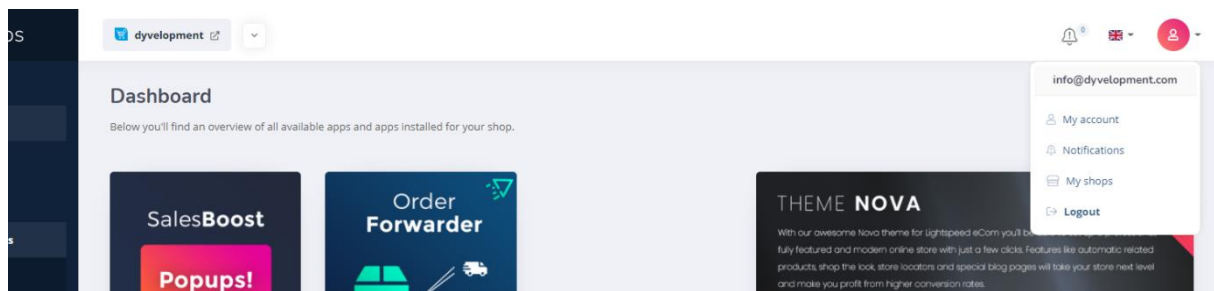 dyvelopment
0
info@dyvelopment.com
Dashboard
Below you'll find an overview of all available apps and apps installed for your shop.
My account
Notifications
My shops
Logout
SalesBoost
Popups!
Order
Forwarder
THEME NOVA
With our awesome Nova theme for Lightspeed eCom you'll
fully featured and modern online store with just a few clicks. Features like automatic related
products, shop the look, store locators and special blog pages will take your store next level
and make you profit from higher conversion rates.